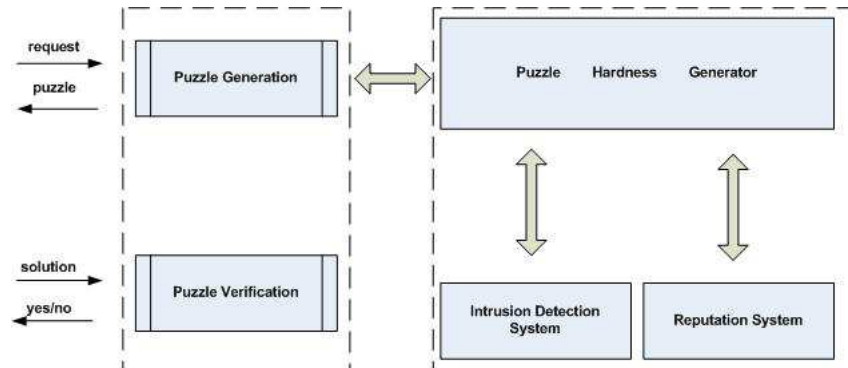 request
puzzle
Puzzle Generation
Puzzle Hardness Generator
solution
yes/no
Puzzle Verification
Intrusion Detection
System
Reputation System